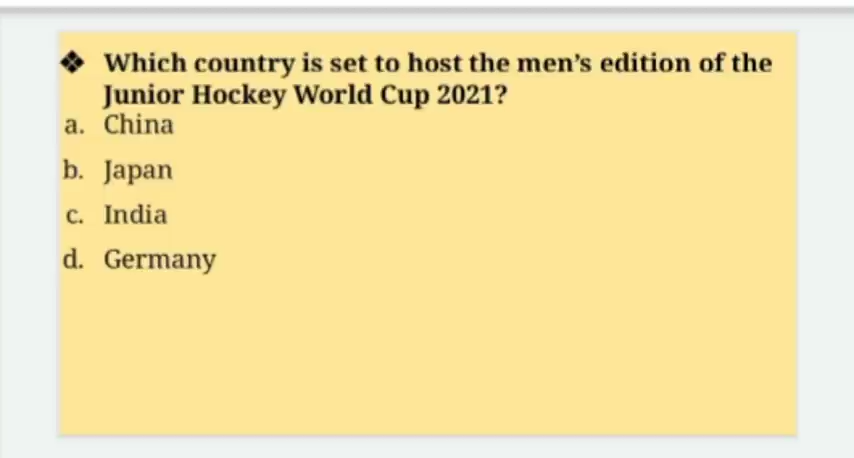 ❖ Which country is set to host the men’s edition of the
Junior Hockey World Cup 2021?
a. China
b. Japan
c. India
d. Germany